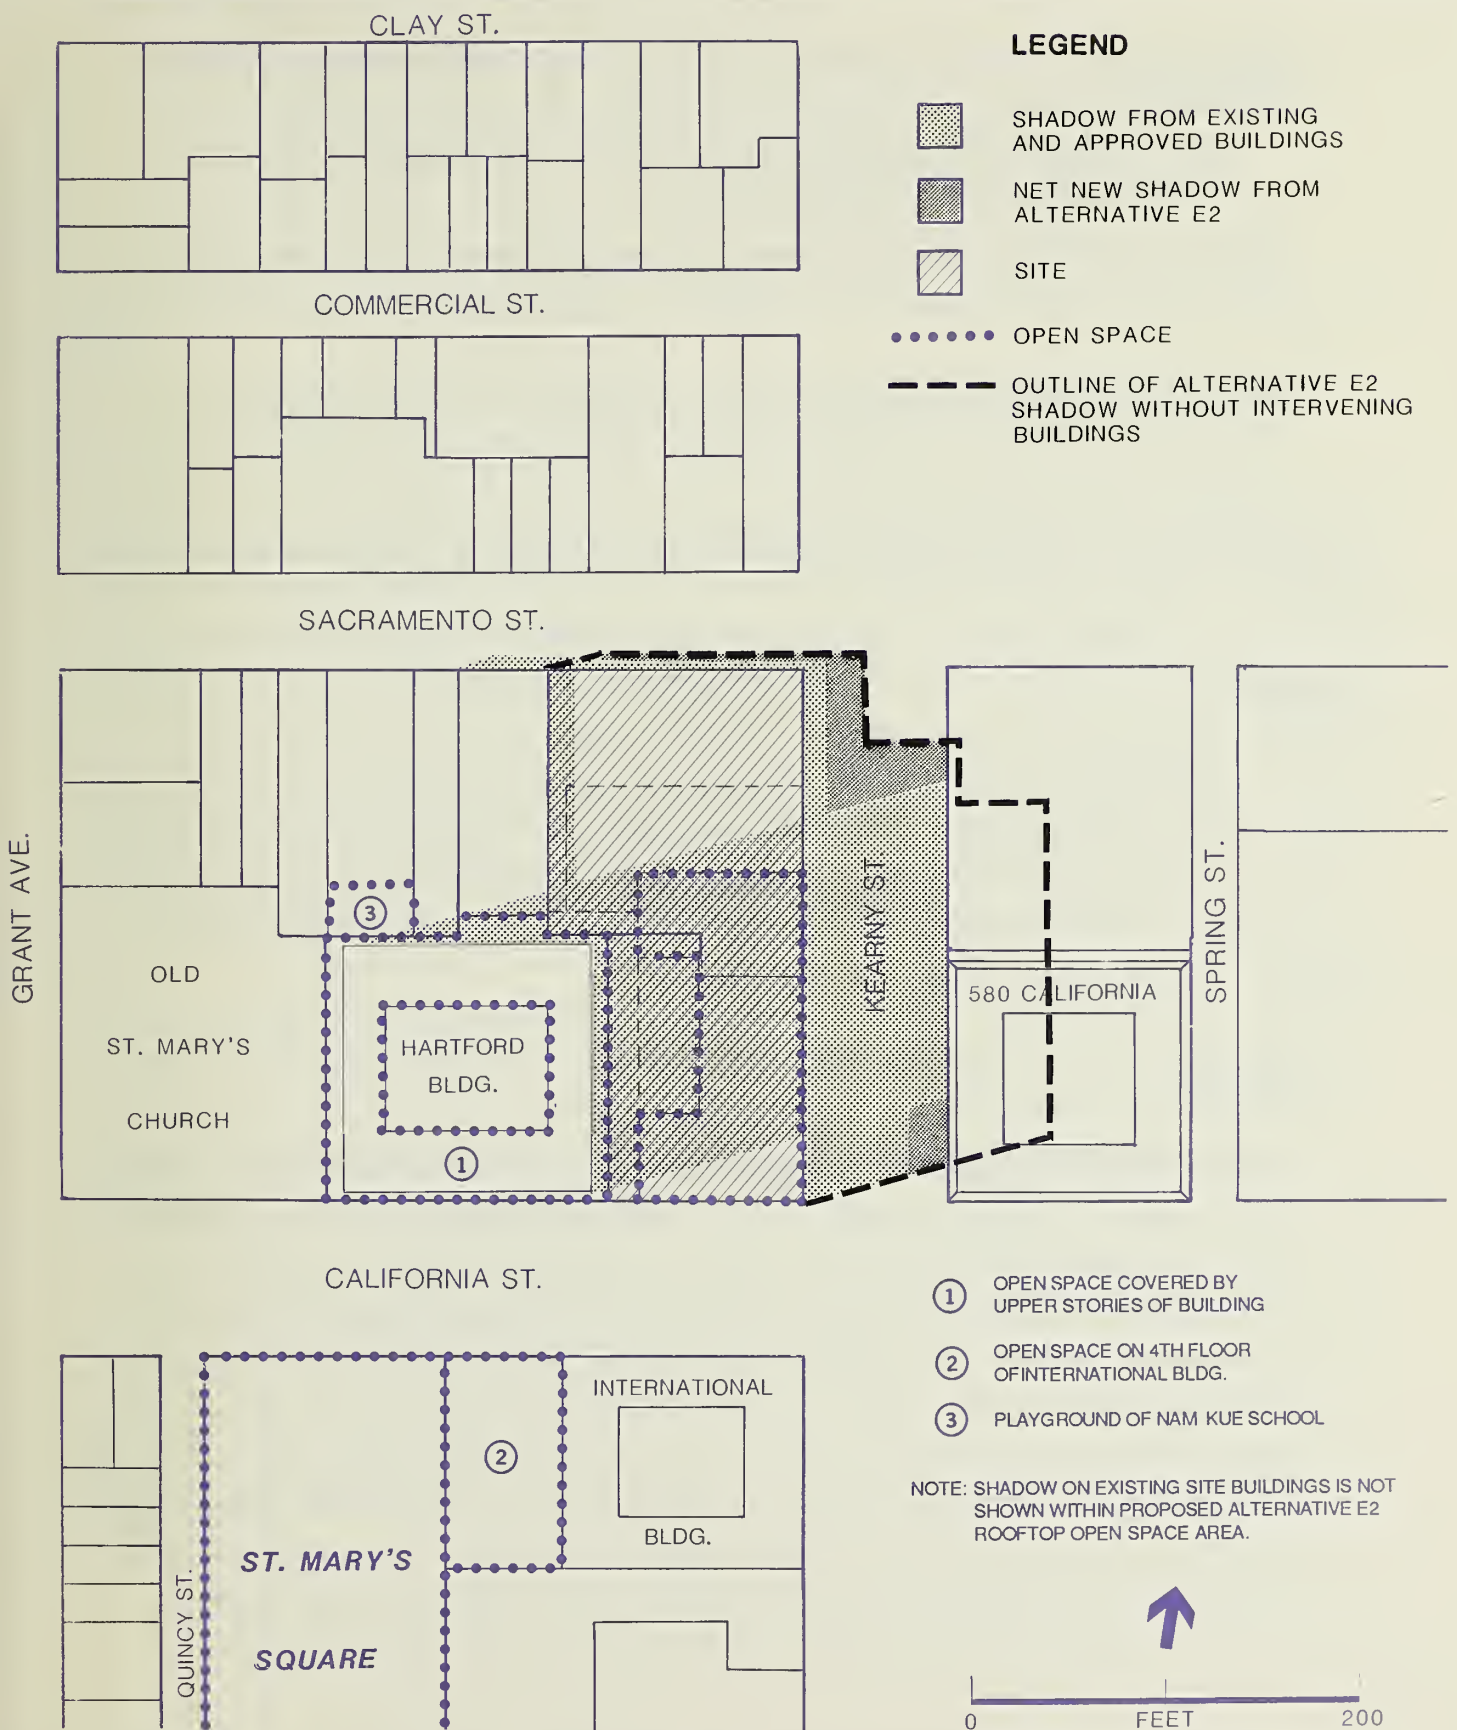 CLAY ST.
LEGEND
SHADOW FROM EXISTING
AND APPROVED BUILDINGS
NET NEW SHADOW FROM
ALTERNATIVE E2
SITE
OPEN SPACE
OUTLINE OF ALTERNATIVE E2
SHADOW WITHOUT INTERVENING
BUILDINGS
COMMERCIAL ST.
SACRAMENTO ST.
GRANT AVE.
3
OLD
ST. MARY'S
CHURCH
HARTFORD
BLDG.
1
KEARNY ST.
580 CALIFORNIA
SPRING ST.
CALIFORNIA ST.
1 OPEN SPACE COVERED BY
UPPER STORIES OF BUILDING
2 OPEN SPACE ON 4TH FLOOR
OF INTERNATIONAL BLDG.
3 PLAYGROUND OF NAM KUE SCHOOL
INTERNATIONAL
BLDG.
2
QUINCY ST.
ST. MARY'S
SQUARE
NOTE: SHADOW ON EXISTING SITE BUILDINGS IS NOT
SHOWN WITHIN PROPOSED ALTERNATIVE E2
ROOFTOP OPEN SPACE AREA.
0 FEET 200